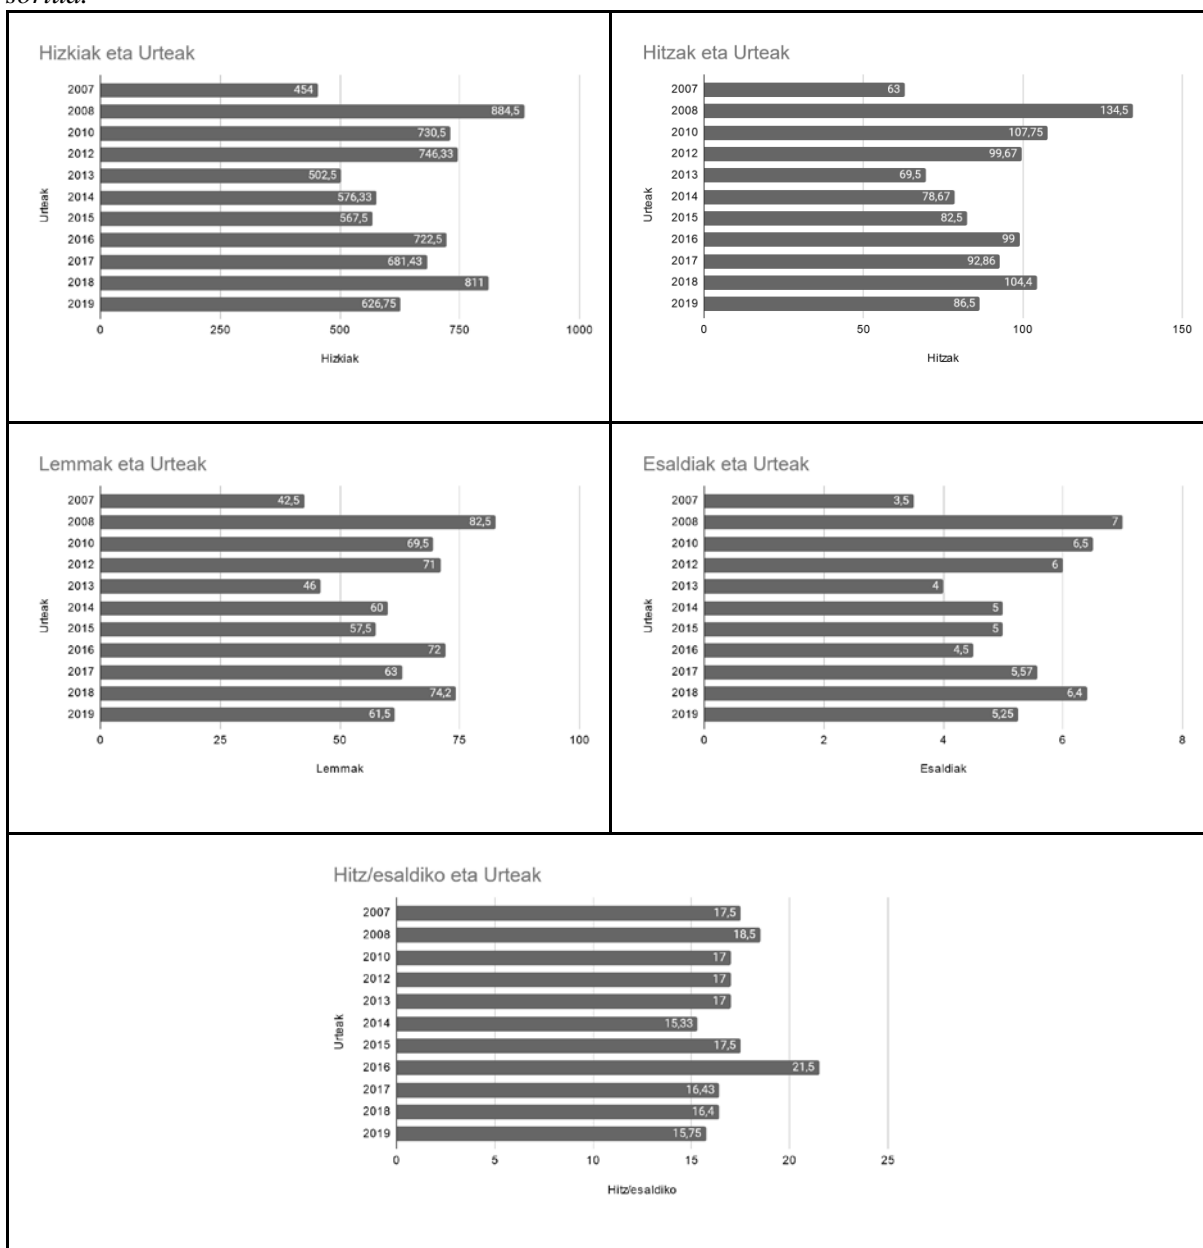 sortua.
Hizkiak eta Urteak
Urteak
2007 454
2008 884,5
2010 730,5
2012 746,33
2013 502,5
2014 576,33
2015 567,5
2016 722,5
2017 681,43
2018 811
2019 626,75
0 250 500 750 1000
Hizkiak
Hitzak eta Urteak
Urteak
2007 63
2008 134,5
2010 107,75
2012 99,67
2013 69,5
2014 78,67
2015 82,5
2016 99
2017 92,86
2018 104,4
2019 86,5
0 50 100 150
Hitzak
Lemmak eta Urteak
Urteak
2007 42,5
2008 82,5
2010 69,5
2012 71
2013 46
2014 60
2015 57,5
2016 72
2017 63
2018 74,2
2019 61,5
0 25 50 75 100
Lemmak
Esaldiak eta Urteak
Urteak
2007 3,5
2008 7
2010 6,5
2012 6
2013 4
2014 5
2015 5
2016 4,5
2017 5,57
2018 6,4
2019 5,25
0 2 4 6 8
Esaldiak
Hitz/esaldiko eta Urteak
Urteak
2007 17,5
2008 18,5
2010 17
2012 17
2013 17
2014 15,33
2015 17,5
2016 21,5
2017 16,43
2018 16,4
2019 15,75
0 5 10 15 20 25
Hitz/esaldiko